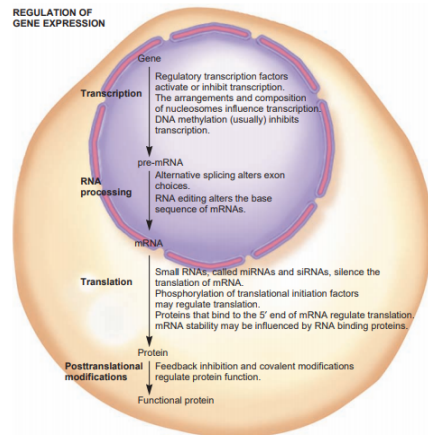 REGULATION OF
GENE EXPRESSION
Gene
Transcription
Regulatory transcription factors
activate or inhibit transcription.
The arrangements and composition
of nucleosomes influence transcription.
DNA methylation (usually) inhibits
transcription.
pre-mRNA
RNA
processing
Alternative splicing alters exon
choices.
RNA editing alters the base
sequence of mRNAs.
mRNA
Translation
Small RNAs, called miRNAs and siRNAs, silence the
translation of mRNA.
Phosphorylation of translational initiation factors
may regulate translation.
Proteins that bind to the 5′ end of mRNA regulate translation.
mRNA stability may be influenced by RNA binding proteins.
Protein
Posttranslational
modifications
Feedback inhibition and covalent modifications
regulate protein function.
Functional protein